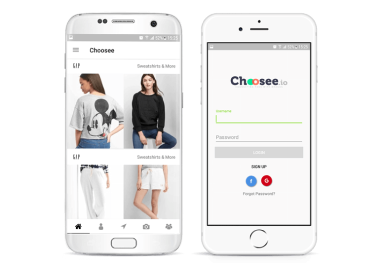 Choosee
GAP Sweatshirts & More
GAP Sweatshirts & More
Choosee.io
Username
Password
LOGIN
SIGN UP
f G
Forgot Password?